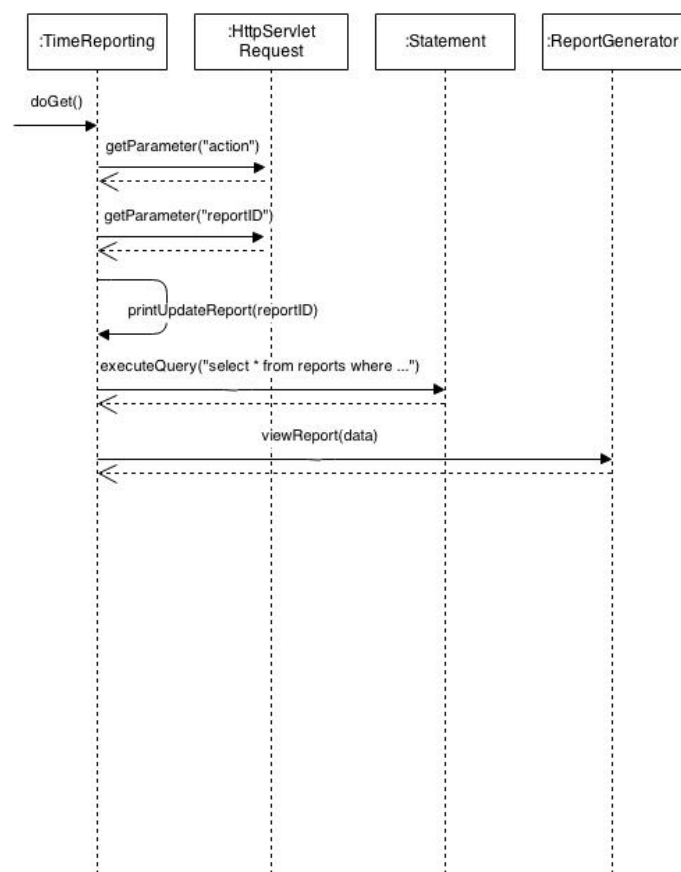 :TimeReporting
:HttpServlet
Request
:Statement
:ReportGenerator
doGet()
getParameter("action")
getParameter("reportID")
printUpdateReport(reportID)
executeQuery("select * from reports where ...")
viewReport(data)